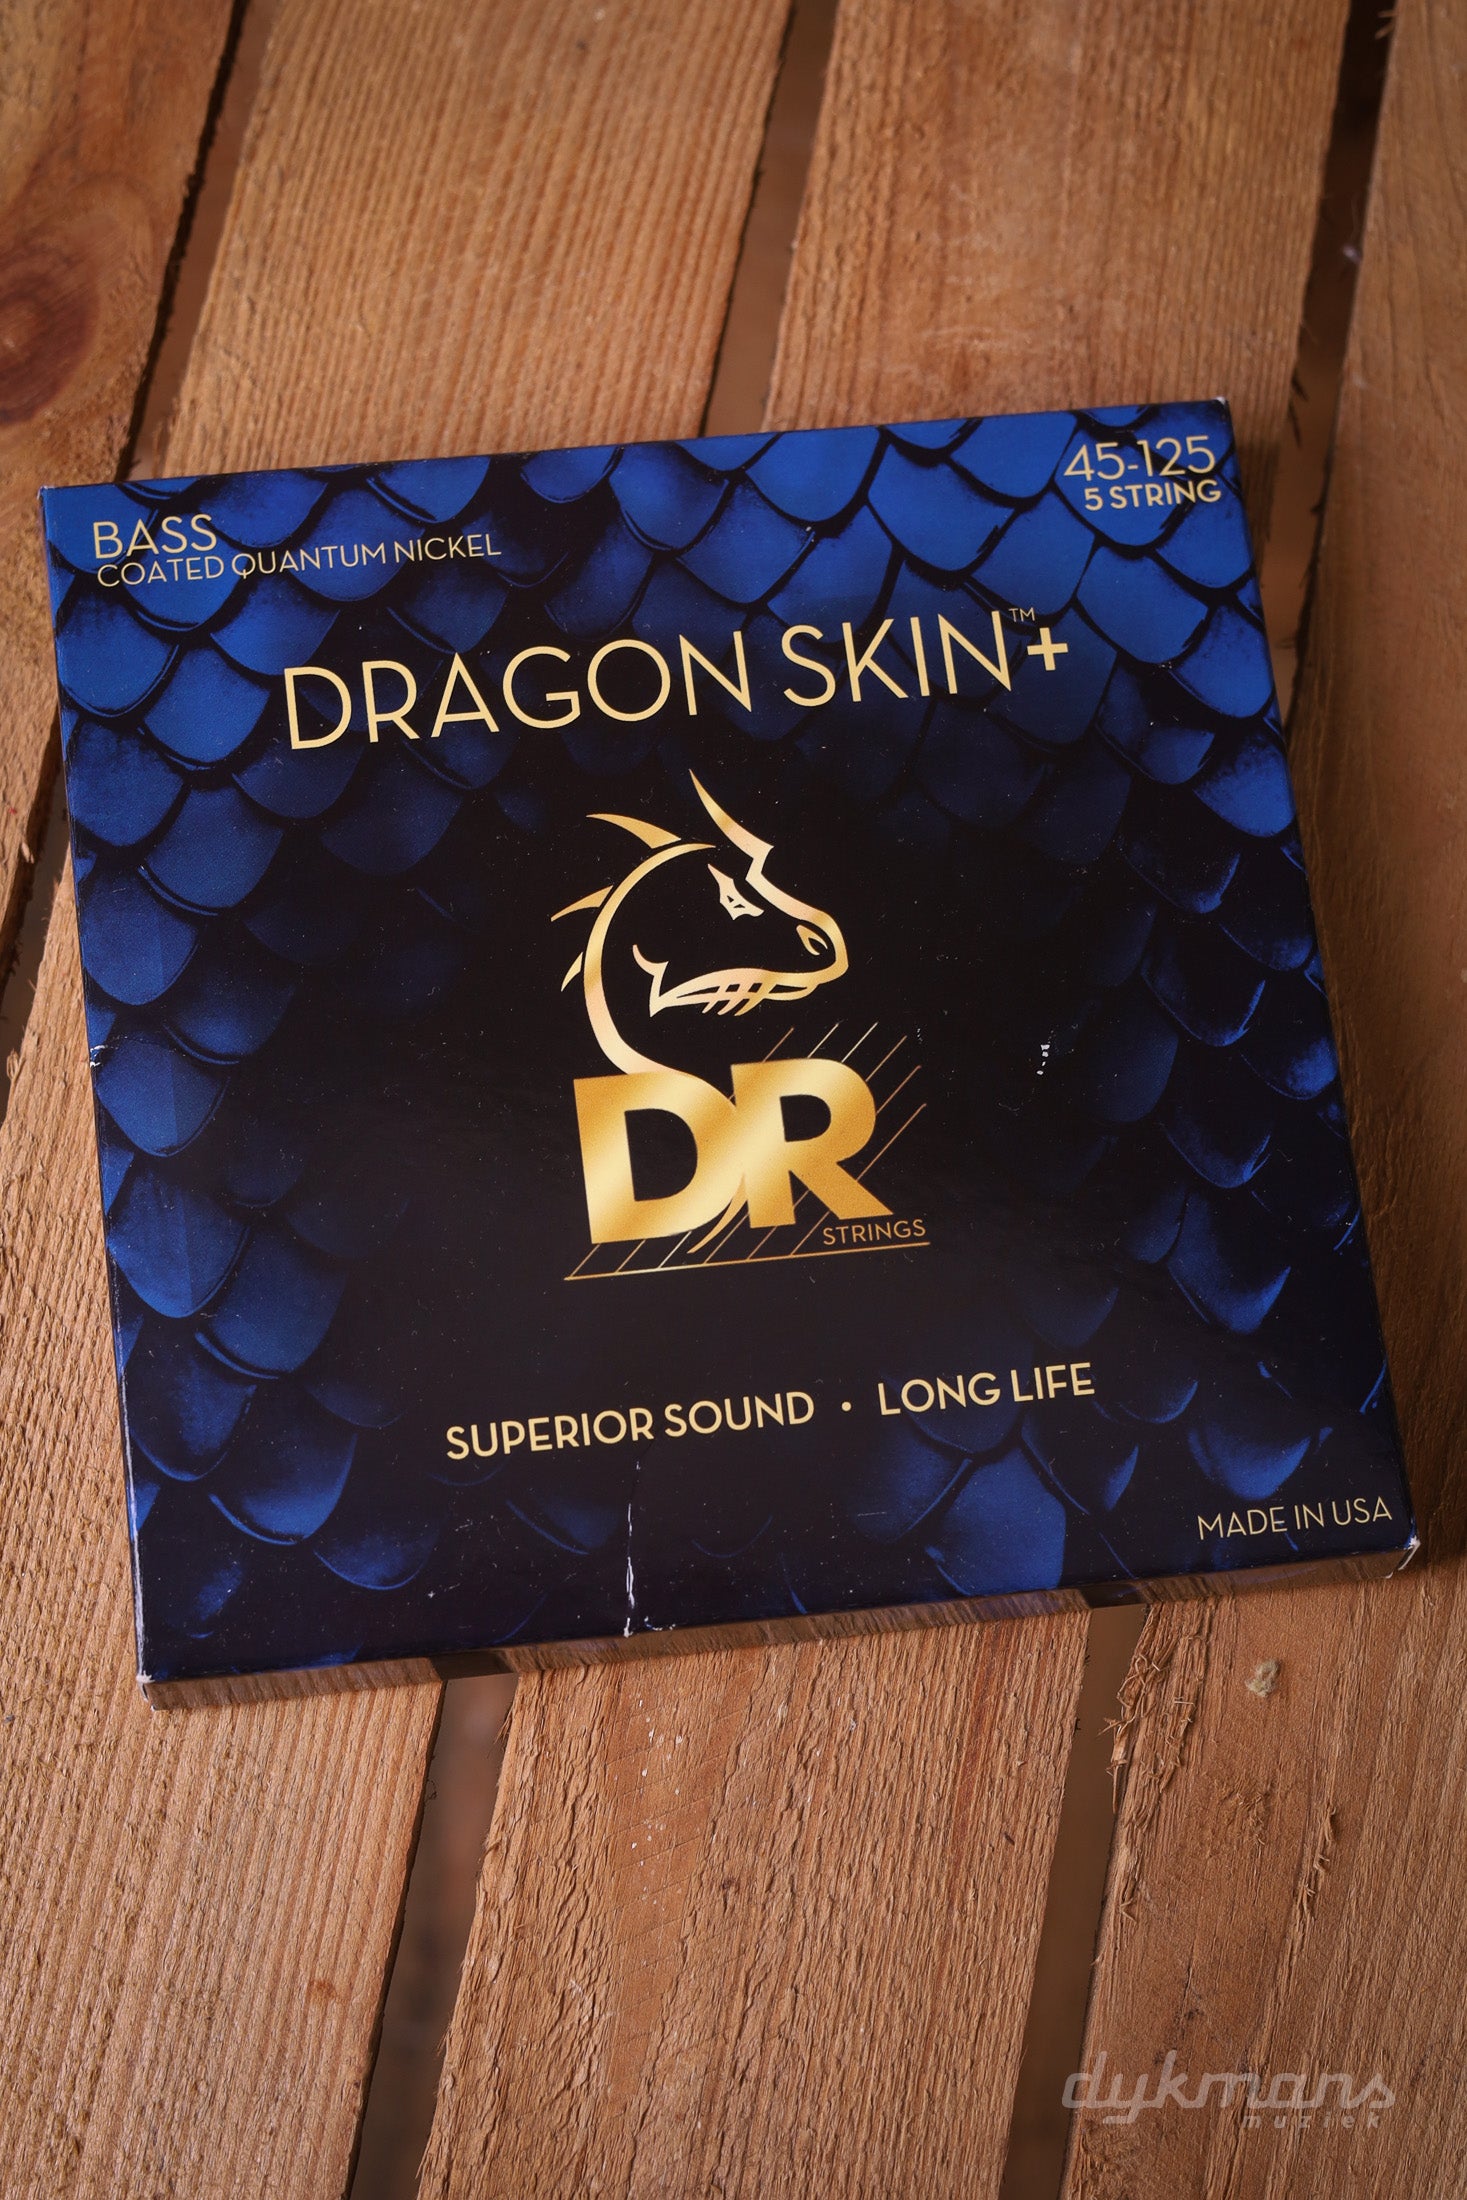 BASS
COATED QUANTUM NICKEL
45-125
5 STRING
DRAGON SKIN™+
DR
STRINGS
SUPERIOR SOUND · LONG LIFE
MADE IN USA
dykmans
muziek